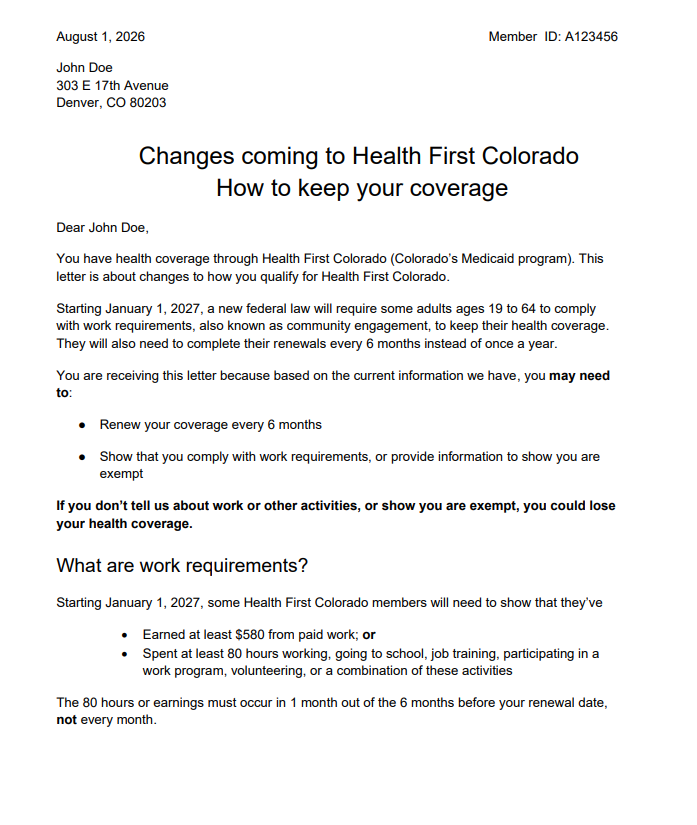 August 1, 2026 Member ID: A123456
John Doe
303 E 17th Avenue
Denver, CO 80203
Changes coming to Health First Colorado
How to keep your coverage
Dear John Doe,
You have health coverage through Health First Colorado (Colorado’s Medicaid program). This
letter is about changes to how you qualify for Health First Colorado.
Starting January 1, 2027, a new federal law will require some adults ages 19 to 64 to comply
with work requirements, also known as community engagement, to keep their health coverage.
They will also need to complete their renewals every 6 months instead of once a year.
You are receiving this letter because based on the current information we have, you may need
to:
● Renew your coverage every 6 months
● Show that you comply with work requirements, or provide information to show you are
exempt
If you don’t tell us about work or other activities, or show you are exempt, you could lose
your health coverage.
What are work requirements?
Starting January 1, 2027, some Health First Colorado members will need to show that they’ve
● Earned at least $580 from paid work; or
● Spent at least 80 hours working, going to school, job training, participating in a
work program, volunteering, or a combination of these activities
The 80 hours or earnings must occur in 1 month out of the 6 months before your renewal date,
not every month.